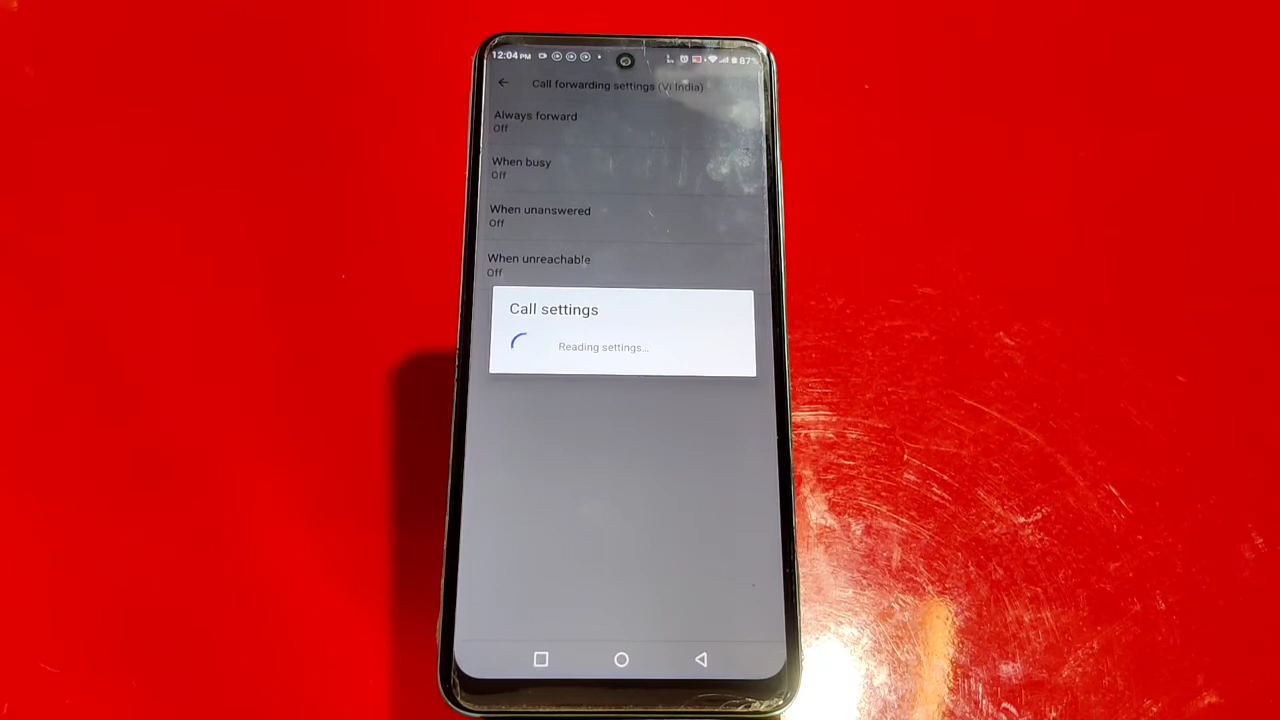 12:04 PM 87%
Call forwarding settings (Vi India)
Always forward
Off
When busy
Off
When unanswered
Off
When unreachable
Off
Call settings
Reading settings...